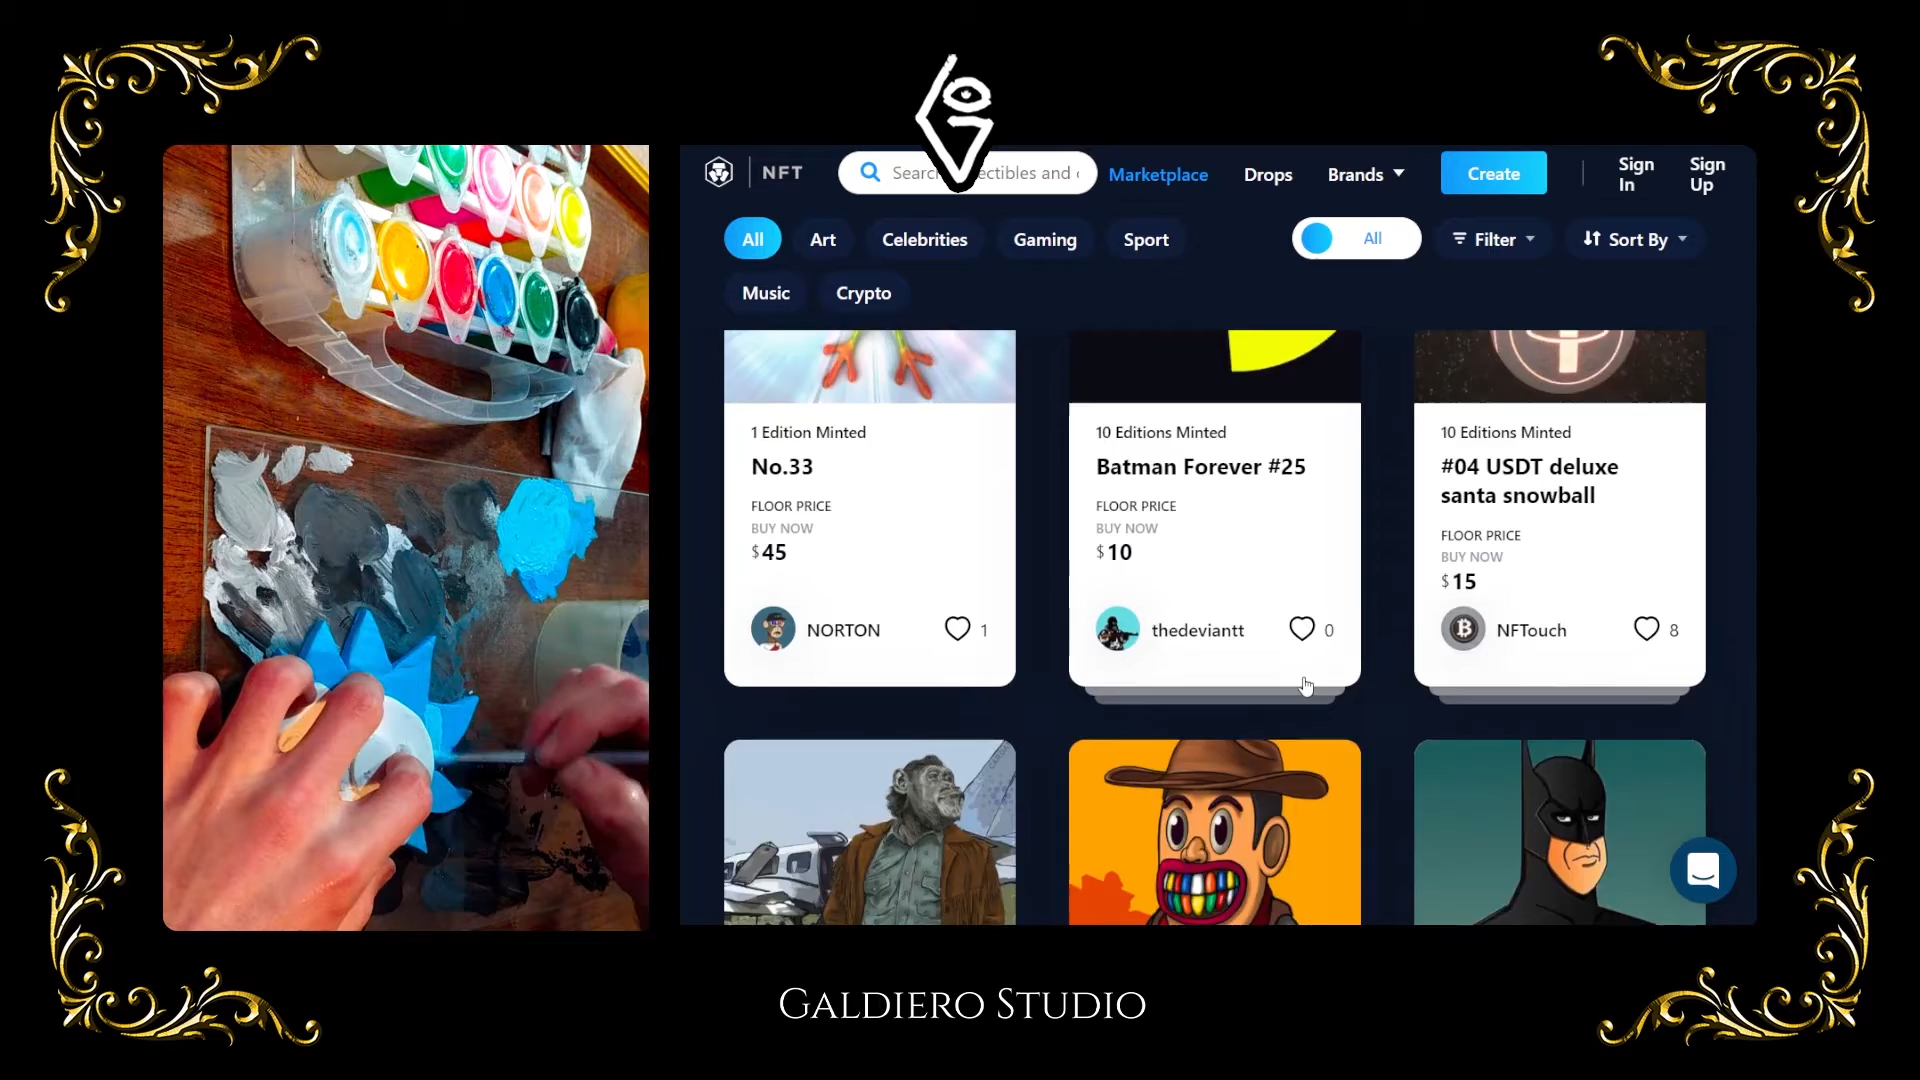 NFT
Marketplace
Drops
Brands
Create
Sign In
Sign Up
All
Art
Celebrities
Gaming
Sport
All
Filter
Sort By
Music
Crypto
1 Edition Minted
No.33
FLOOR PRICE
BUY NOW
$45
NORTON
1
10 Editions Minted
Batman Forever #25
FLOOR PRICE
BUY NOW
$10
thedeviantt
0
10 Editions Minted
#04 USDT deluxe
santa snowball
FLOOR PRICE
BUY NOW
$15
NFTouch
8
GALDIERO STUDIO